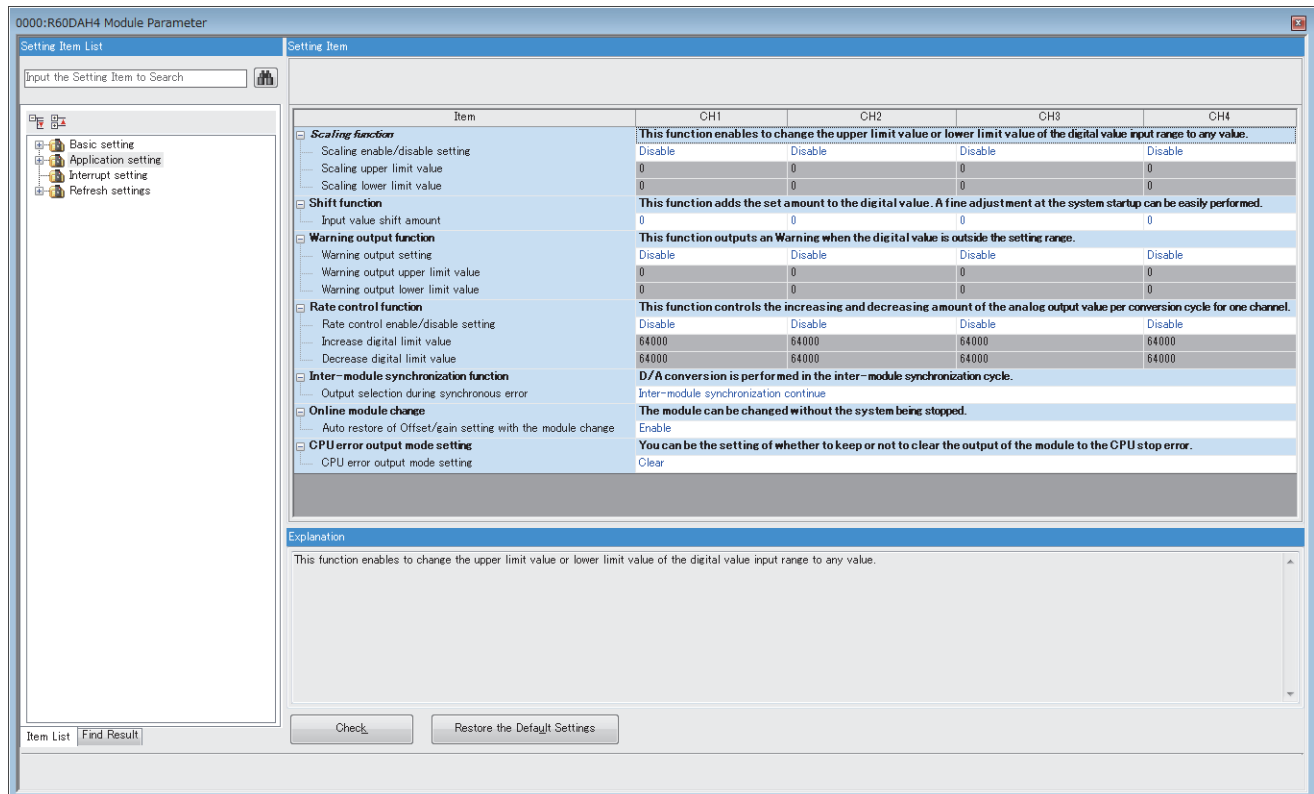 0000:R60DAH4 Module Parameter
Setting Item List
Input the Setting Item to Search
Basic setting
Application setting
Interrupt setting
Refresh settings
Item List Find Result
Setting Item
Item CH1 CH2 CH3 CH4
Scaling function This function enables to change the upper limit value or lower limit value of the digital value input range to any value.
Scaling enable/disable setting Disable Disable Disable Disable
Scaling upper limit value 0 0 0 0
Scaling lower limit value 0 0 0 0
Shift function This function adds the set amount to the digital value. A fine adjustment at the system startup can be easily performed.
Input value shift amount 0 0 0 0
Warning output function This function outputs an Warning when the digital value is outside the setting range.
Warning output setting Disable Disable Disable Disable
Warning output upper limit value 0 0 0 0
Warning output lower limit value 0 0 0 0
Rate control function This function controls the increasing and decreasing amount of the analog output value per conversion cycle for one channel.
Rate control enable/disable setting Disable Disable Disable Disable
Increase digital limit value 64000 64000 64000 64000
Decrease digital limit value 64000 64000 64000 64000
Inter-module synchronization function D/A conversion is performed in the inter-module synchronization cycle.
Output selection during synchronous error Inter-module synchronization continue
Online module change The module can be changed without the system being stopped.
Auto restore of Offset/gain setting with the module change Enable
CPU error output mode setting You can be the setting of whether to keep or not to clear the output of the module to the CPU stop error.
CPU error output mode setting Clear
Explanation
This function enables to change the upper limit value or lower limit value of the digital value input range to any value.
Check Restore the Default Settings